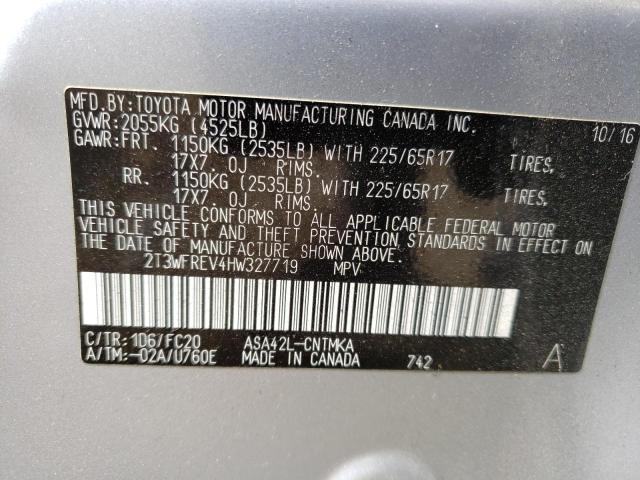 MFD.BY:TOYOTA MOTOR MANUFACTURING CANADA INC. 10/16
GVWR:2055KG (4525LB)
GAWR:FRT. 1150KG (2535LB) WITH 225/65R17 TIRES,
17X7. 0J RIMS.
RR. 1150KG (2535LB) WITH 225/65R17 TIRES,
17X7. 0J RIMS.
THIS VEHICLE CONFORMS TO ALL APPLICABLE FEDERAL MOTOR
VEHICLE SAFETY AND THEFT PREVENTION STANDARDS IN EFFECT ON
THE DATE OF MANUFACTURE SHOWN ABOVE.
2T3WFREV4HW327719 MPV
C/TR:1D6/FC20 ASA42L-CNTMKA
A/TM:-02A/U760E MADE IN CANADA 742 A